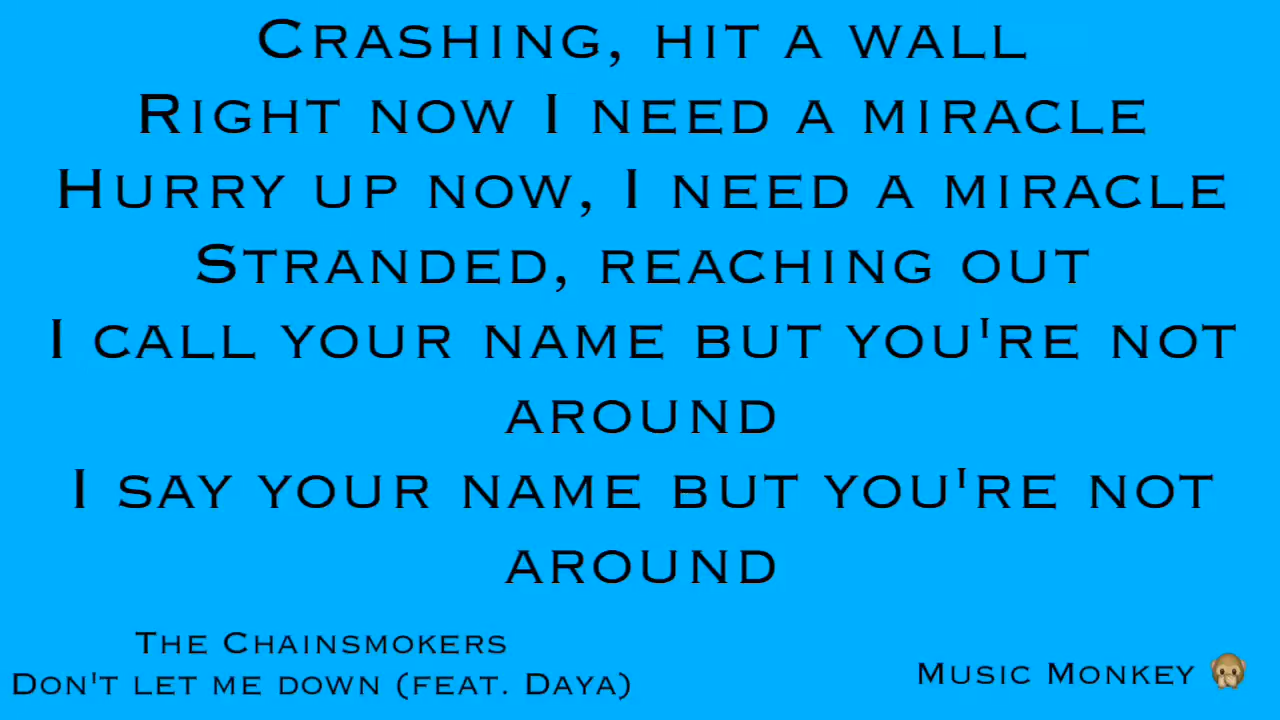 Crashing, hit a wall
Right now I need a miracle
Hurry up now, I need a miracle
Stranded, reaching out
I call your name but you're not
around
I say your name but you're not
around
The Chainsmokers
Don't let me down (feat. Daya)
Music Monkey 🙊